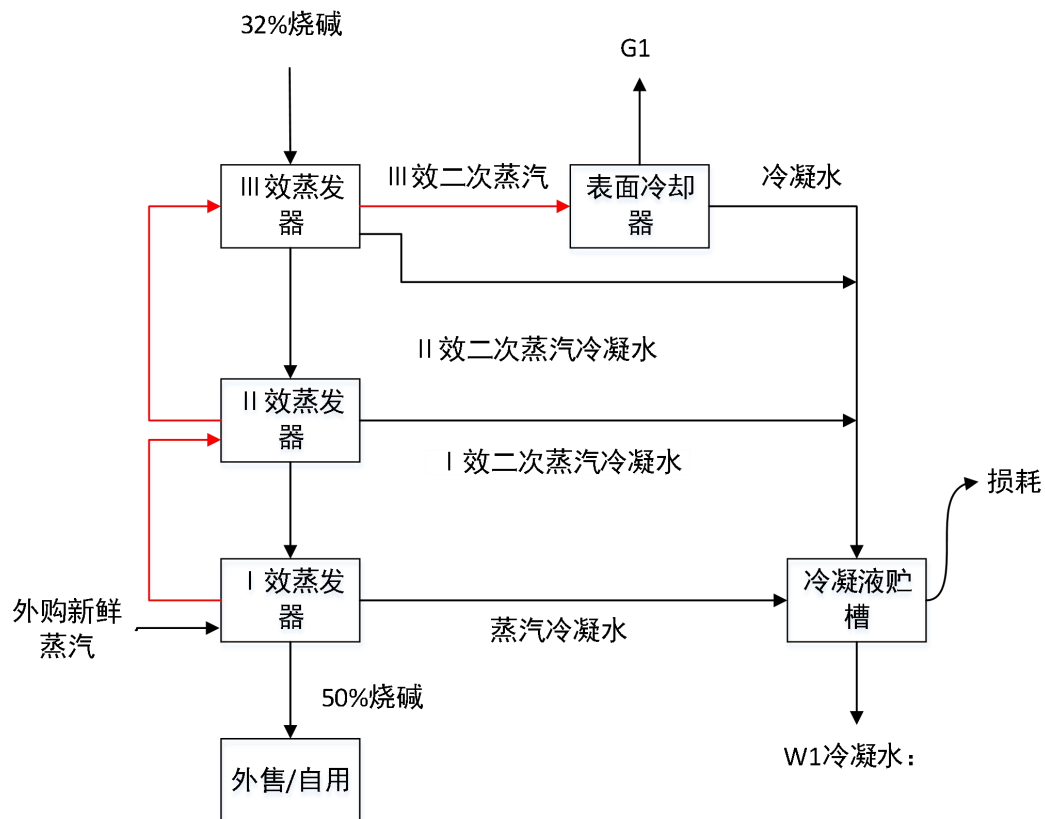 32%烧碱
G1
III效蒸发
器
III效二次蒸汽
表面冷却
器
冷凝水
II效二次蒸汽冷凝水
II效蒸发
器
I效二次蒸汽冷凝水
损耗
I效蒸发
器
外购新鲜
蒸汽
蒸汽冷凝水
冷凝液贮
槽
50%烧碱
W1冷凝水：
外售/自用